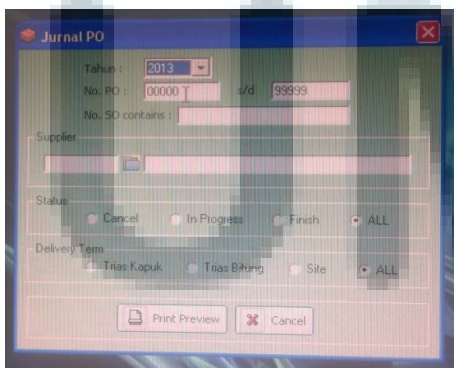 Jurnal PO
Tahun : 2013
No. PO : 00000 s/d 99999
No. SO contains :
Supplier
Status
Cancel In Progress Finish ALL
Delivery Term
Trias Kapuk Trias Bitung Site ALL
Print Preview Cancel